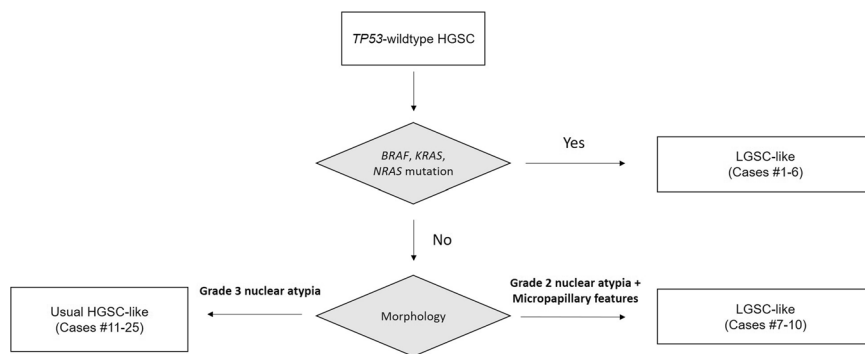 TP53-wildtype HGSC
BRAF, KRAS,
NRAS mutation
Yes
LGSC-like
(Cases #1-6)
No
Usual HGSC-like
(Cases #11-25)
Grade 3 nuclear atypia
Morphology
Grade 2 nuclear atypia +
Micropapillary features
LGSC-like
(Cases #7-10)